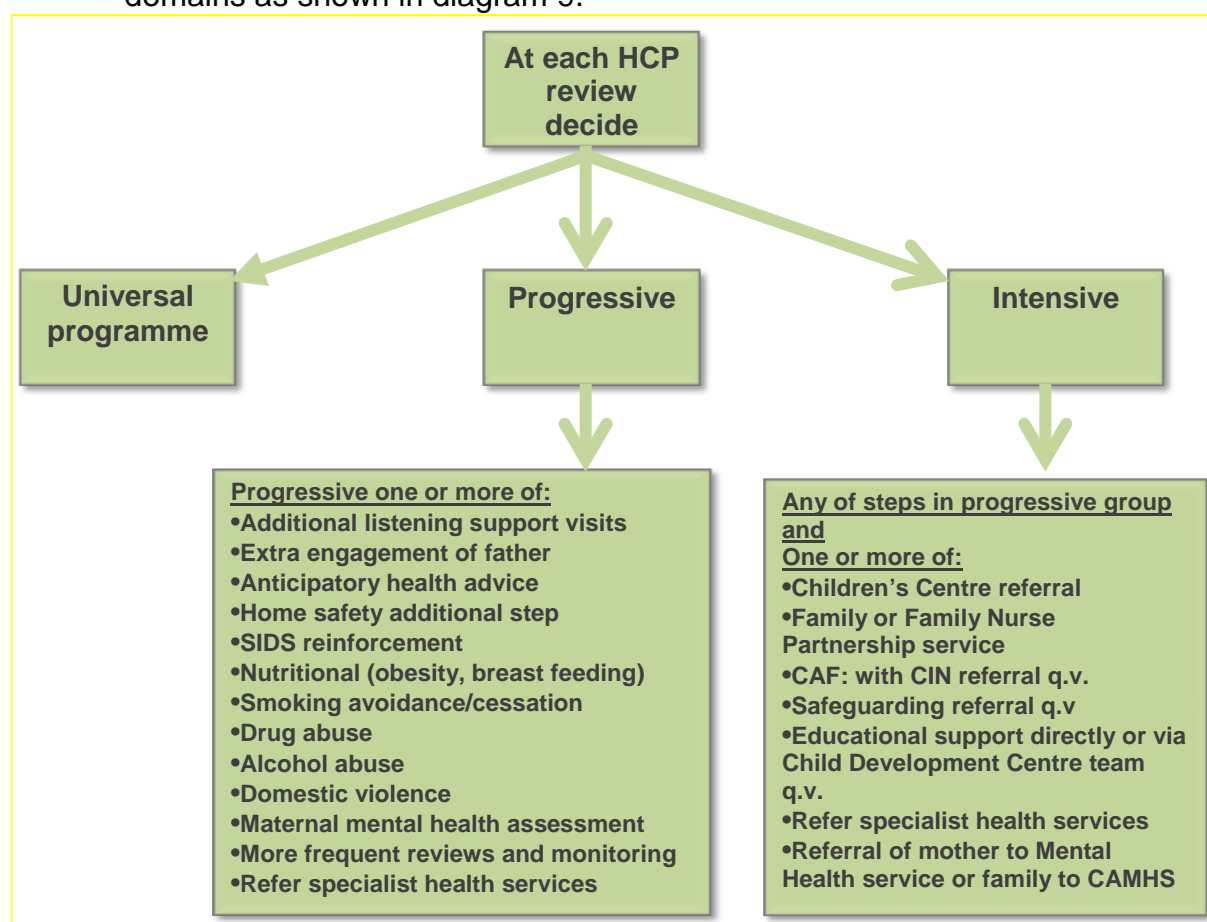 domains as shown in diagram 9.
At each HCP
review
decide
Universal
programme
Progressive
Intensive
Progressive one or more of:
•Additional listening support visits
•Extra engagement of father
•Anticipatory health advice
•Home safety additional step
•SIDS reinforcement
•Nutritional (obesity, breast feeding)
•Smoking avoidance/cessation
•Drug abuse
•Alcohol abuse
•Domestic violence
•Maternal mental health assessment
•More frequent reviews and monitoring
•Refer specialist health services
Any of steps in progressive group
and
One or more of:
•Children’s Centre referral
•Family or Family Nurse
Partnership service
•CAF: with CIN referral q.v.
•Safeguarding referral q.v
•Educational support directly or via
Child Development Centre team
q.v.
•Refer specialist health services
•Referral of mother to Mental
Health service or family to CAMHS